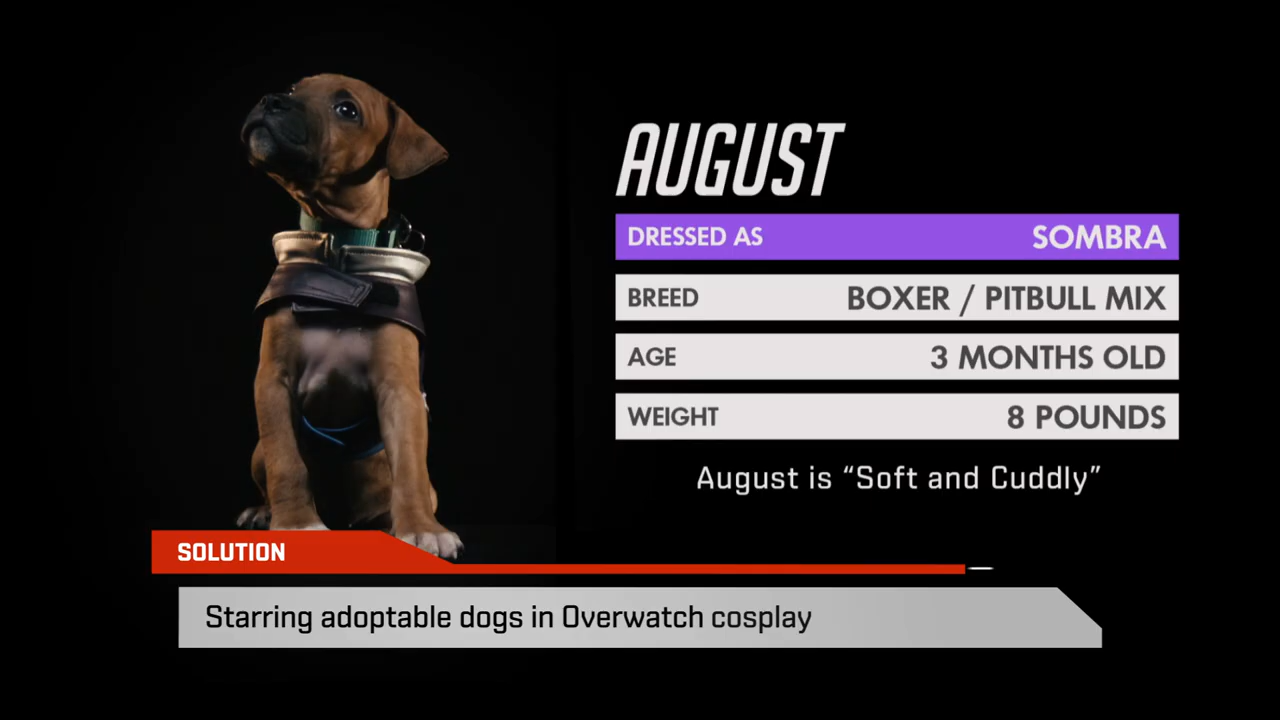 AUGUST
DRESSED AS SOMBRA
BREED BOXER / PITBULL MIX
AGE 3 MONTHS OLD
WEIGHT 8 POUNDS
August is “Soft and Cuddly”
SOLUTION
Starring adoptable dogs in Overwatch cosplay